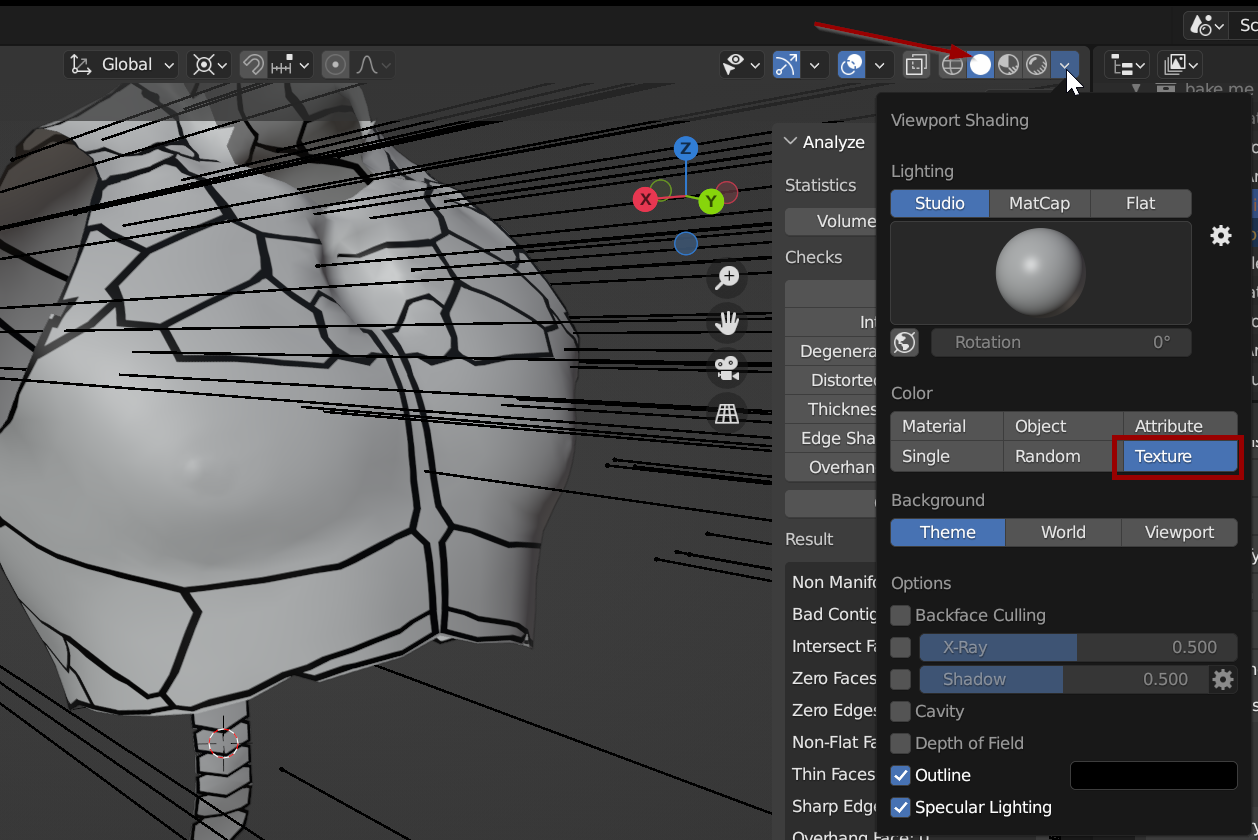 Sc
Global
bake me
Viewport Shading
Z
X
Y
Analyze
Statistics
Volume
Checks
Degenera
Distorted
Thicknes
Edge Sha
Overhan
Result
Non Manifo
Bad Contig
Intersect Fa
Zero Faces
Zero Edges
Non-Flat Fa
Thin Faces
Sharp Edge
Overhang Face: 0
Lighting
Studio MatCap Flat
Rotation 0°
Color
Material Object Attribute
Single Random Texture
Background
Theme World Viewport
Options
Backface Culling
X-Ray 0.500
Shadow 0.500
Cavity
Depth of Field
Outline
Specular Lighting